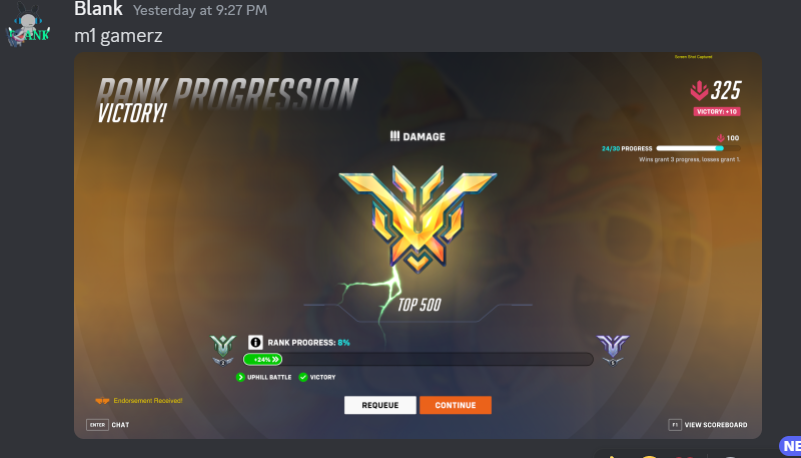 Blank Yesterday at 9:27 PM
m1 gamerz
Screen Shot Captured
RANK PROGRESSION
VICTORY!
325
VICTORY: +10
DAMAGE
100
24/30 PROGRESS
Wins grant 3 progress, losses grant 1.
TOP 500
RANK PROGRESS: 8%
+24%
UPHILL BATTLE VICTORY
Endorsement Received!
REQUEUE CONTINUE
ENTER CHAT
F1 VIEW SCOREBOARD
NE